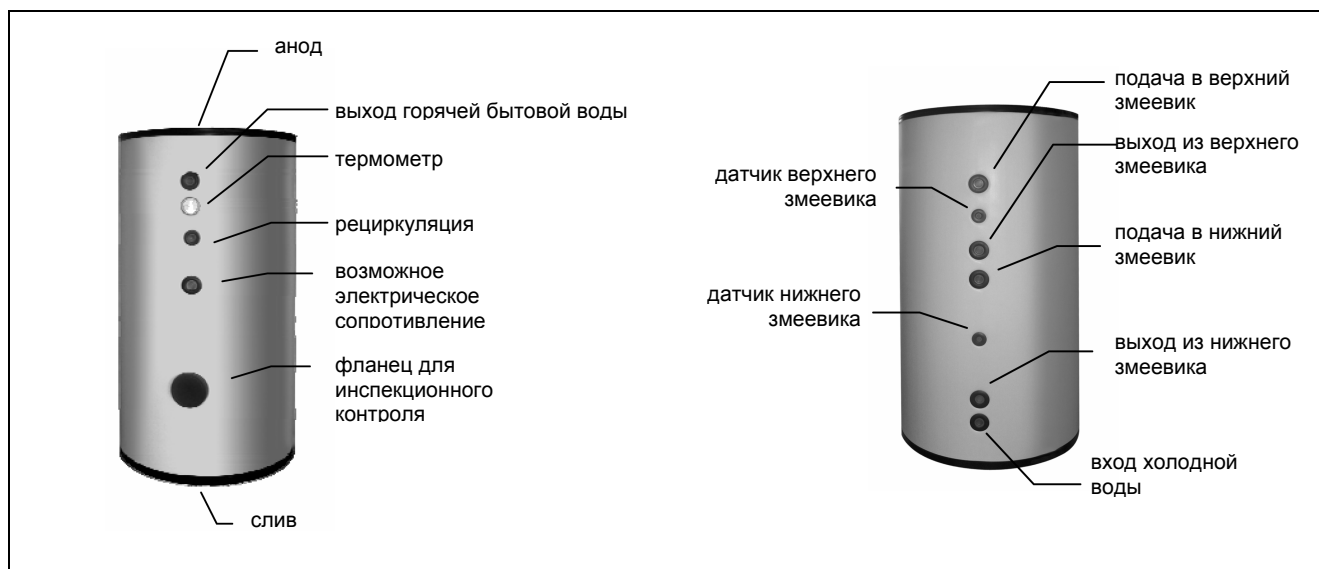 анод
выход горячей бытовой воды
термометр
рециркуляция
возможное
электрическое
сопротивление
фланец для
инспекционного
контроля
слив
подача в верхний
змеевик
выход из верхнего
змеевика
датчик верхнего
змеевика
подача в нижний
змеевик
датчик нижнего
змеевика
выход из нижнего
змеевика
вход холодной
воды